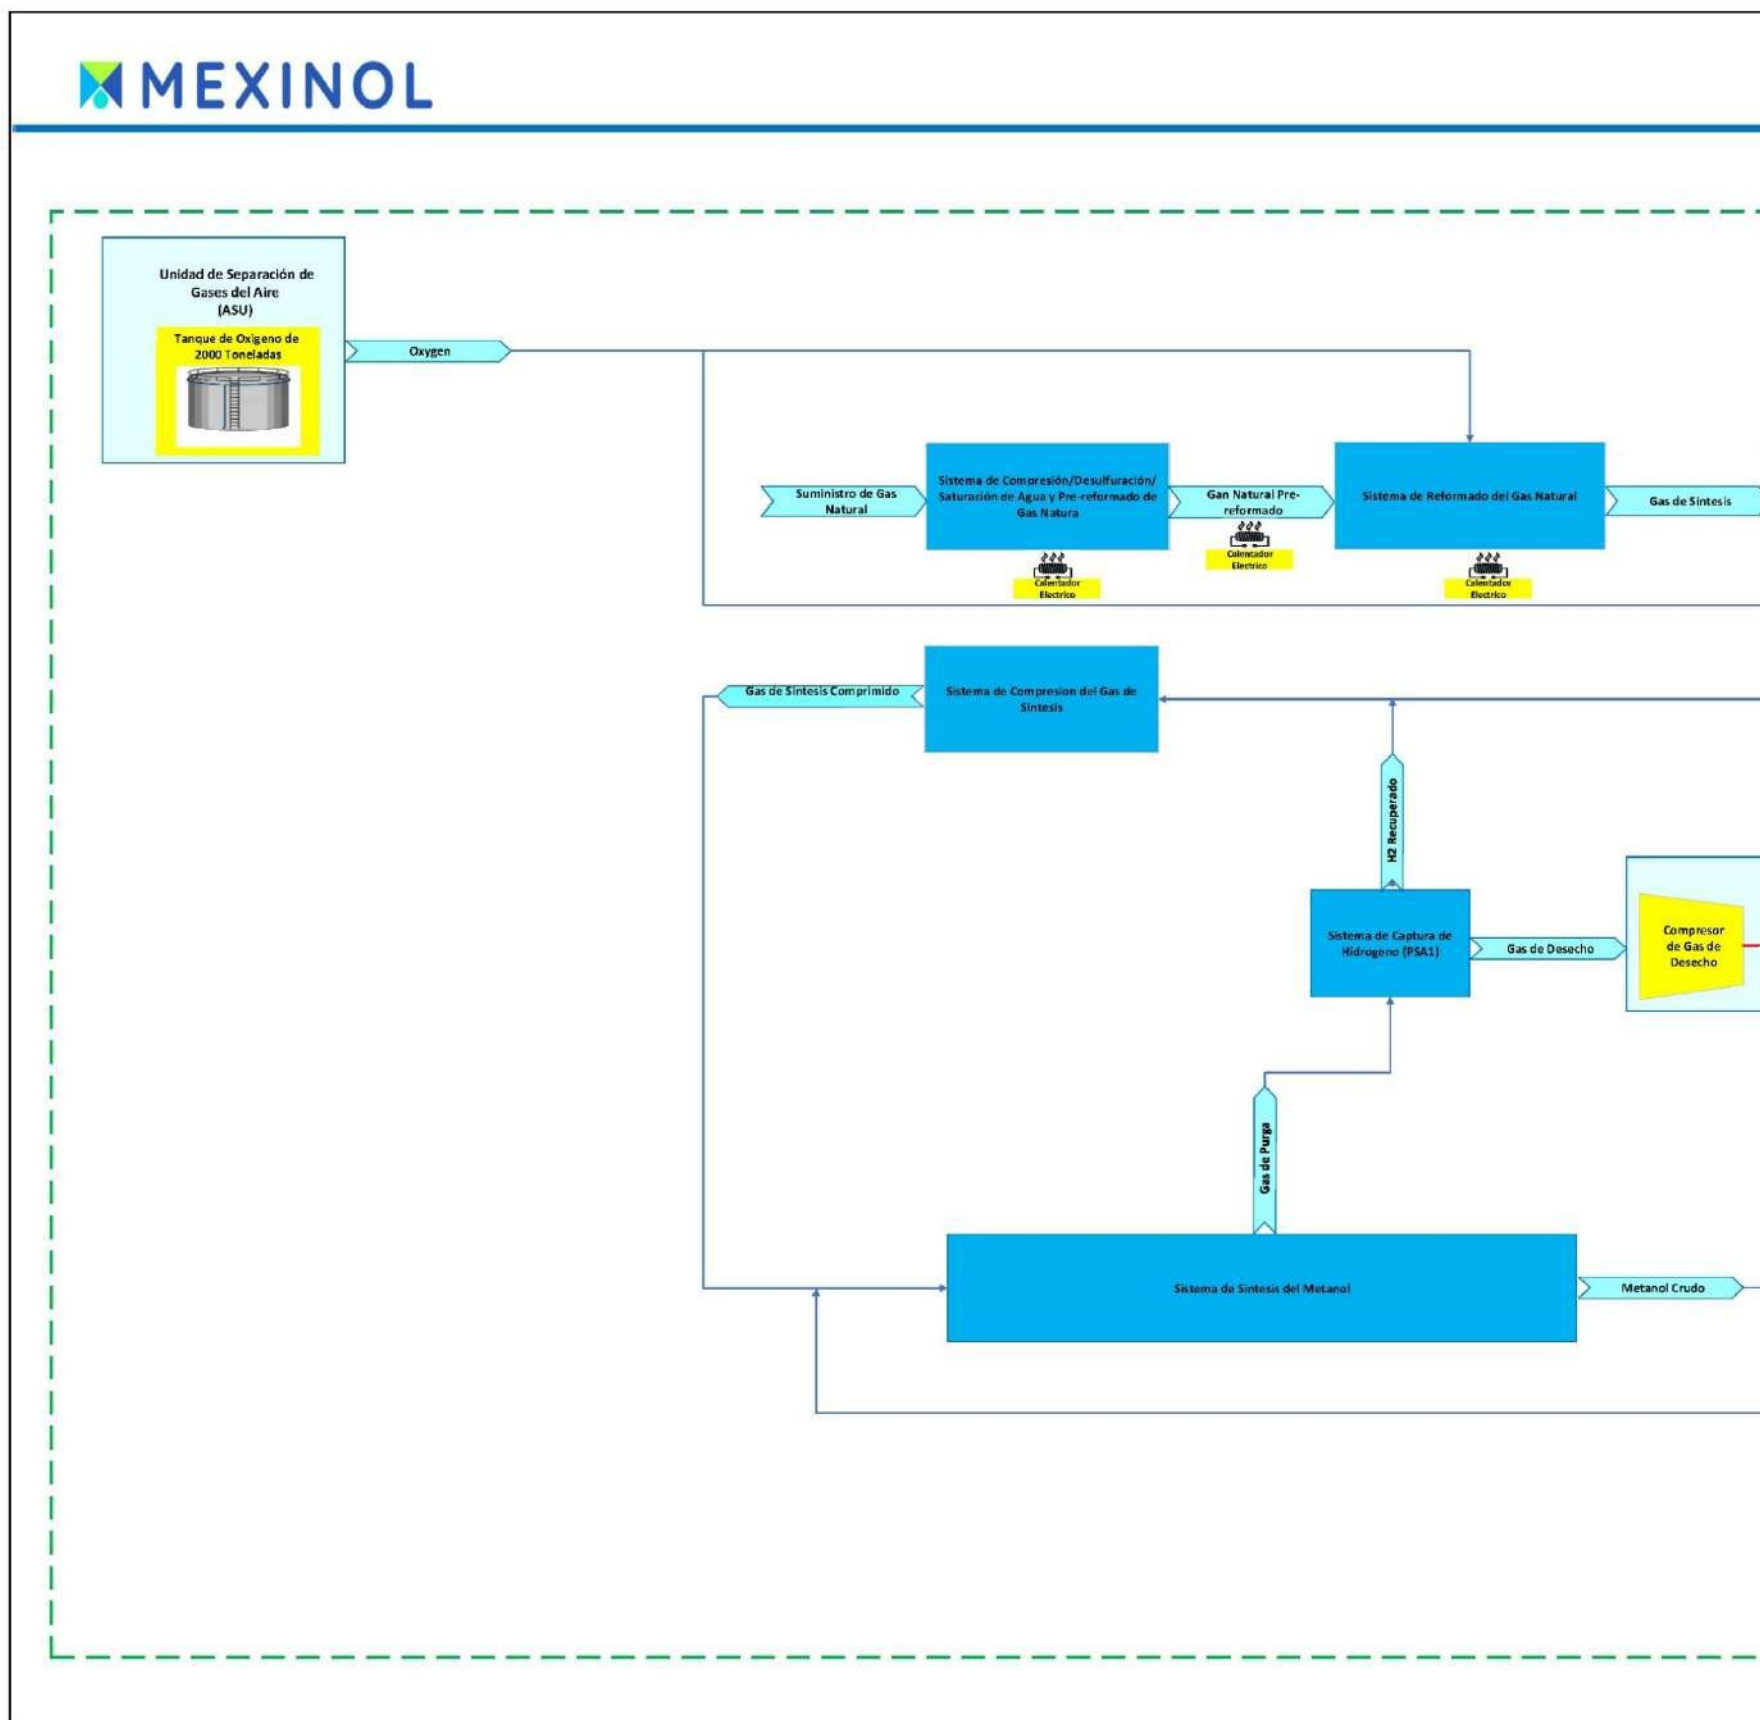 MEXINOL
Unidad de Separación de
Gases del Aire
(ASU)
Tanque de Oxigeno de
2000 Toneladas
Oxygen
Suministro de Gas
Natural
Sistema de Compresión/Desulfuración/
Saturación de Agua y Pre-reformado de
Gas Natura
Gan Natural Pre-
reformado
Sistema de Reformado del Gas Natural
Gas de Sintesis
Calentador
Electrico
Calentador
Electrico
Calentador
Electrico
Gas de Sintesis Comprimido
Sistema de Compresion del Gas de
Sintesis
H2 Recuperado
Sistema de Captura de
Hidrogeno (PSA1)
Gas de Desecho
Compresor
de Gas de
Desecho
Gas de Purga
Sistema de Sintesis del Metanol
Metanol Crudo